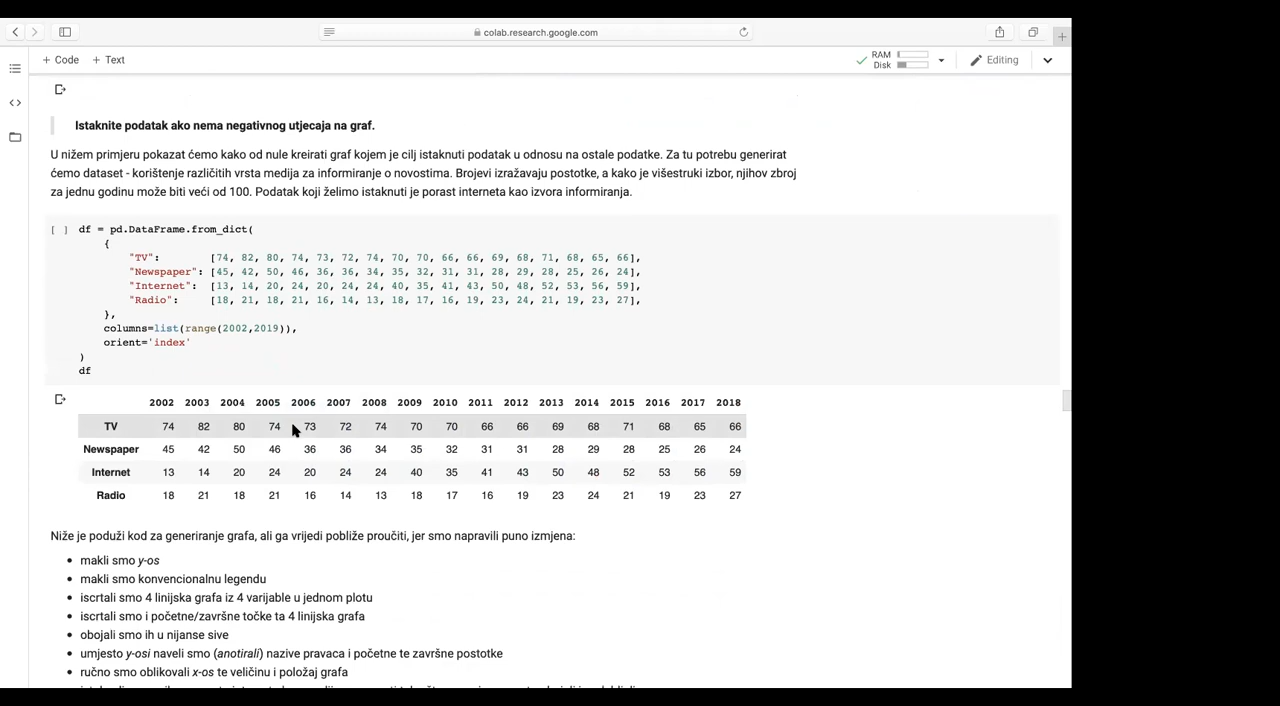 colab.research.google.com
+ Code + Text
RAM
Disk
Editing
Istaknite podatak ako nema negativnog utjecaja na graf.
U nižem primjeru pokazat ćemo kako od nule kreirati graf kojem je cilj istaknuti podatak u odnosu na ostale podatke. Za tu potrebu generirat
ćemo dataset - korištenje različitih vrsta medija za informiranje o novostima. Brojevi izražavaju postotke, a kako je višestruki izbor, njihov zbroj
za jednu godinu može biti veći od 100. Podatak koji želimo istaknuti je porast interneta kao izvora informiranja.
[ ] df = pd.DataFrame.from_dict(
{
"TV": [74, 82, 80, 74, 73, 72, 74, 70, 70, 66, 66, 69, 68, 71, 68, 65, 66],
"Newspaper": [45, 42, 50, 46, 36, 36, 34, 35, 32, 31, 31, 28, 29, 28, 25, 26, 24],
"Internet": [13, 14, 20, 24, 20, 24, 24, 40, 35, 41, 43, 50, 48, 52, 53, 56, 59],
"Radio": [18, 21, 18, 21, 16, 14, 13, 18, 17, 16, 19, 23, 24, 21, 19, 23, 27],
},
columns=list(range(2002,2019)),
orient='index'
)
df
2002 2003 2004 2005 2006 2007 2008 2009 2010 2011 2012 2013 2014 2015 2016 2017 2018
TV 74 82 80 74 73 72 74 70 70 66 66 69 68 71 68 65 66
Newspaper 45 42 50 46 36 36 34 35 32 31 31 28 29 28 25 26 24
Internet 13 14 20 24 20 24 24 40 35 41 43 50 48 52 53 56 59
Radio 18 21 18 21 16 14 13 18 17 16 19 23 24 21 19 23 27
Niže je poduži kod za generiranje grafa, ali ga vrijedi pobliže proučiti, jer smo napravili puno izmjena:
• makli smo y-os
• makli smo konvencionalnu legendu
• iscrtali smo 4 linijska grafa iz 4 varijable u jednom plotu
• iscrtali smo i početne/završne točke ta 4 linijska grafa
• obojali smo ih u nijanse sive
• umjesto y-osi naveli smo (anotirali) nazive pravaca i početne te završne postotke
• ručno smo oblikovali x-os te veličinu i položaj grafa